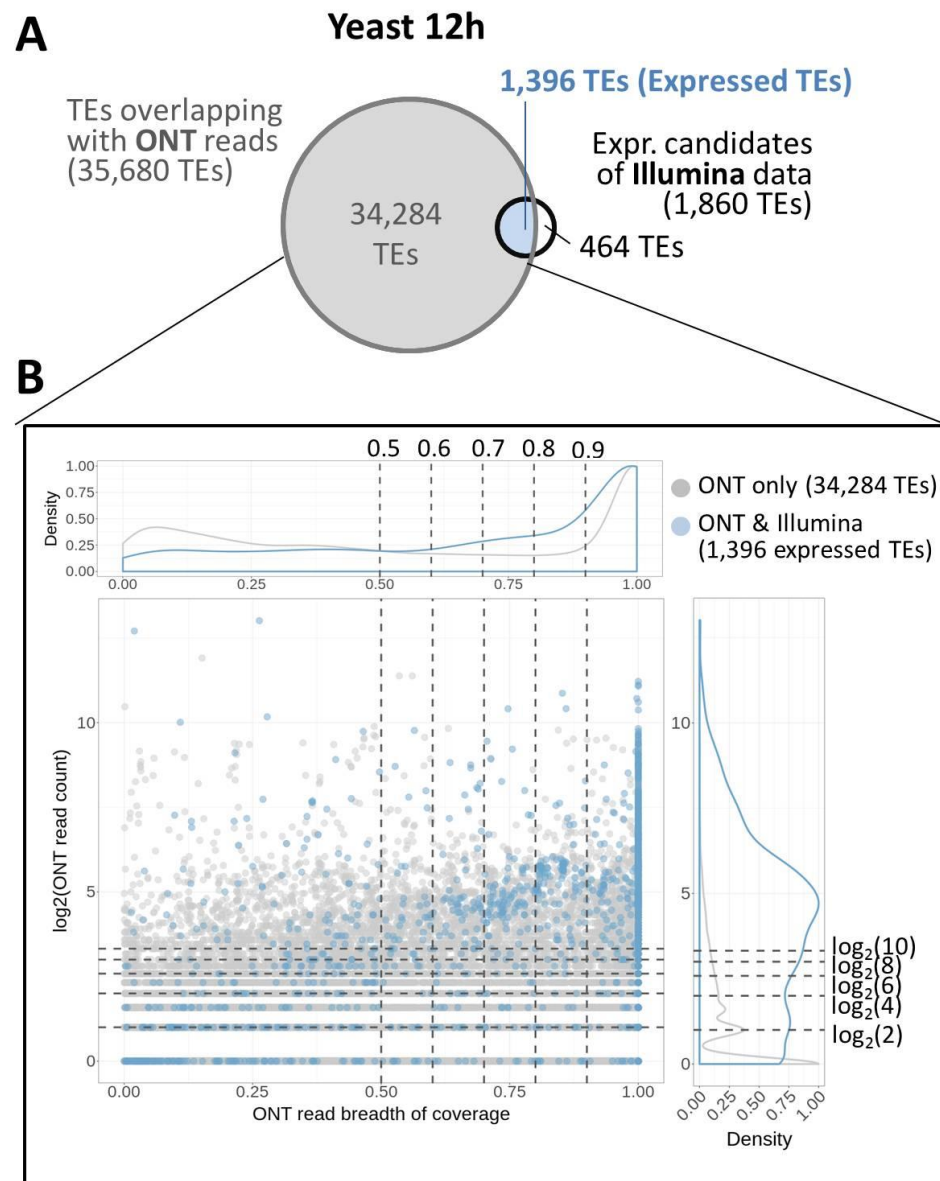 A
Yeast 12h
1,396 TEs (Expressed TEs)
TEs overlapping
with ONT reads
(35,680 TEs)
Expr. candidates
of Illumina data
(1,860 TEs)
34,284
TEs
464 TEs
B
0.5 0.6 0.7 0.8 0.9
1.00
0.75
0.50
0.25
0.00
Density
0.00 0.25 0.50 0.75 1.00
ONT only (34,284 TEs)
ONT & Illumina
(1,396 expressed TEs)
10
5
0
log2(ONT read count)
0.00 0.25 0.50 0.75 1.00
ONT read breadth of coverage
10
5
0
log₂(10)
log₂(8)
log₂(6)
log₂(4)
log₂(2)
0.00 0.25 0.50 0.75 1.00
Density